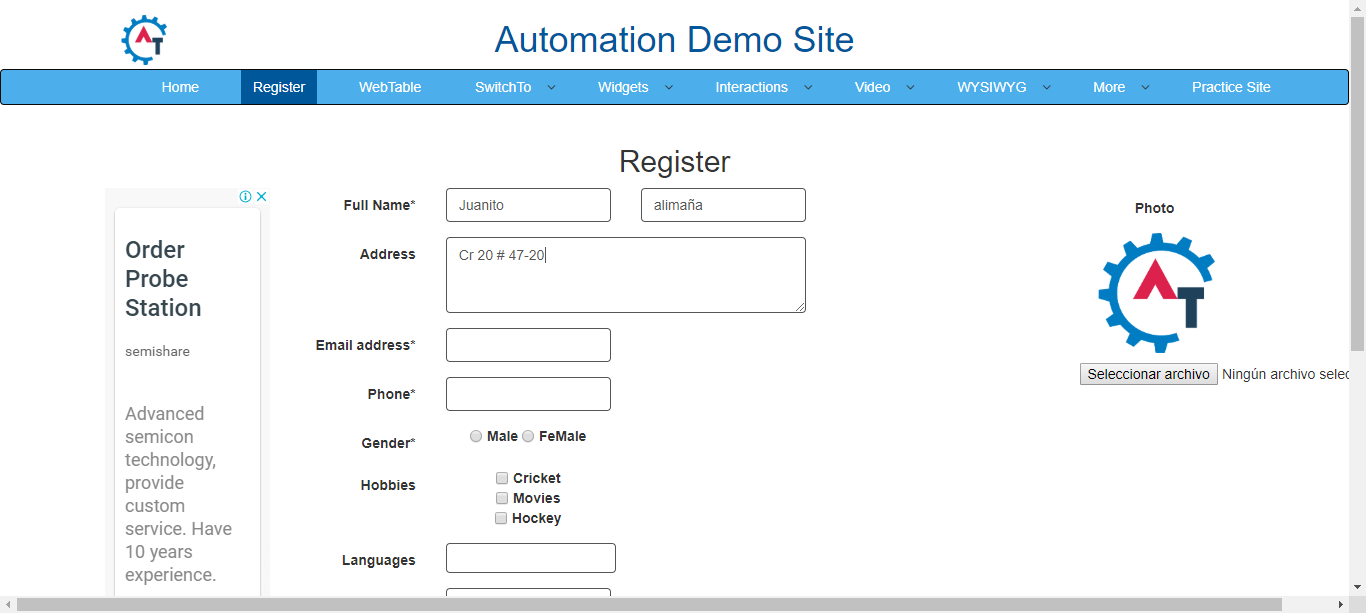 Automation Demo Site
Home Register WebTable SwitchTo Widgets Interactions Video WYSIWYG More Practice Site
Register
Order
Probe
Station
semishare
Advanced
semicon
technology,
provide
custom
service. Have
10 years
experience.
Full Name* Juanito alimaña
Address Cr 20 # 47-20
Email address*
Phone*
Gender* Male FeMale
Hobbies Cricket
Movies
Hockey
Languages
Photo
AT
Seleccionar archivo Ningún archivo selec